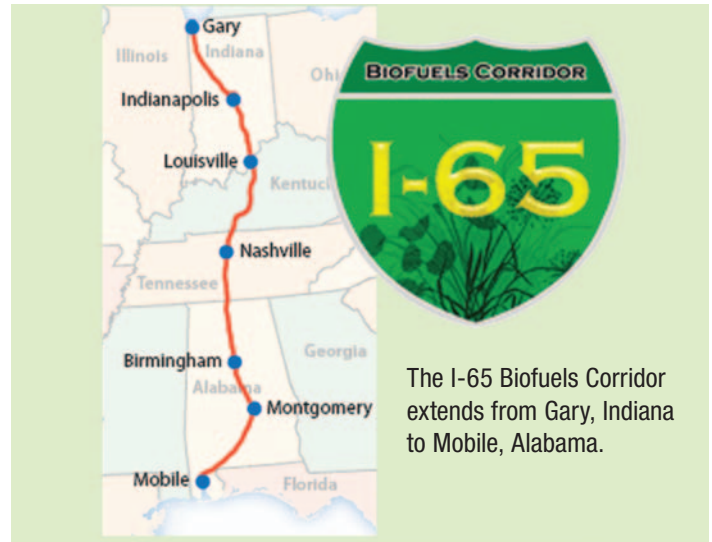 Gary
Illinois
Indiana
Ohi
Indianapolis
Louisville
Kentuc
Nashville
Tennessee
Birmingham
Georgia
Alabama
Montgomery
Mobile
Florida
BIOFUELS CORRIDOR
I-65
The I-65 Biofuels Corridor
extends from Gary, Indiana
to Mobile, Alabama.